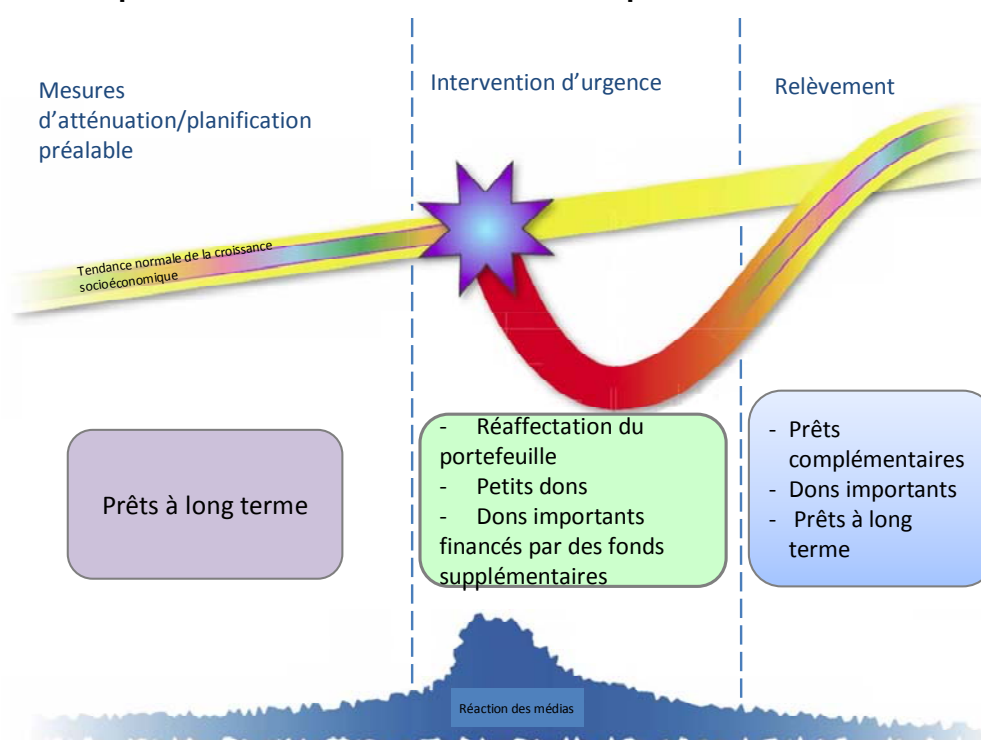 Mesures
d'atténuation/planification
préalable
Intervention d'urgence
Relèvement
Tendance normale de la croissance
socioéconomique
Prêts à long terme
- Réaffectation du
portefeuille
- Petits dons
- Dons importants
financés par des fonds
supplémentaires
- Prêts
complémentaires
- Dons importants
- Prêts à long
terme
Réaction des médias